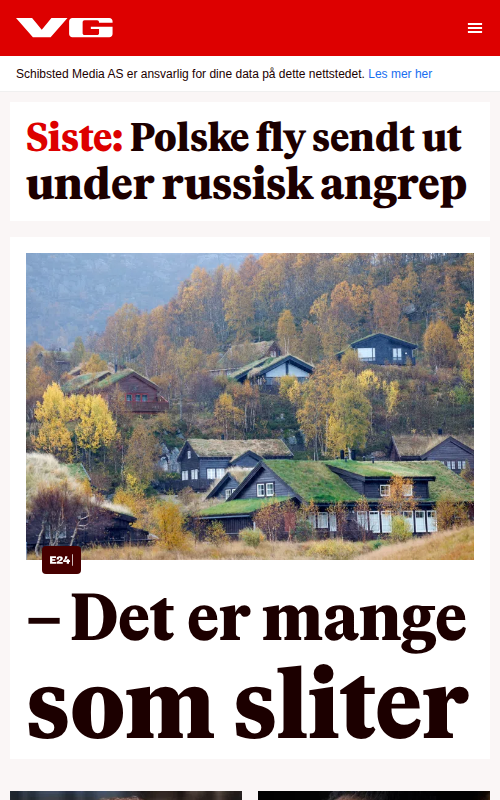 VG
Schibsted Media AS er ansvarlig for dine data på dette nettstedet. Les mer her
Siste: Polske fly sendt ut
under russisk angrep
E24
– Det er mange
som sliter